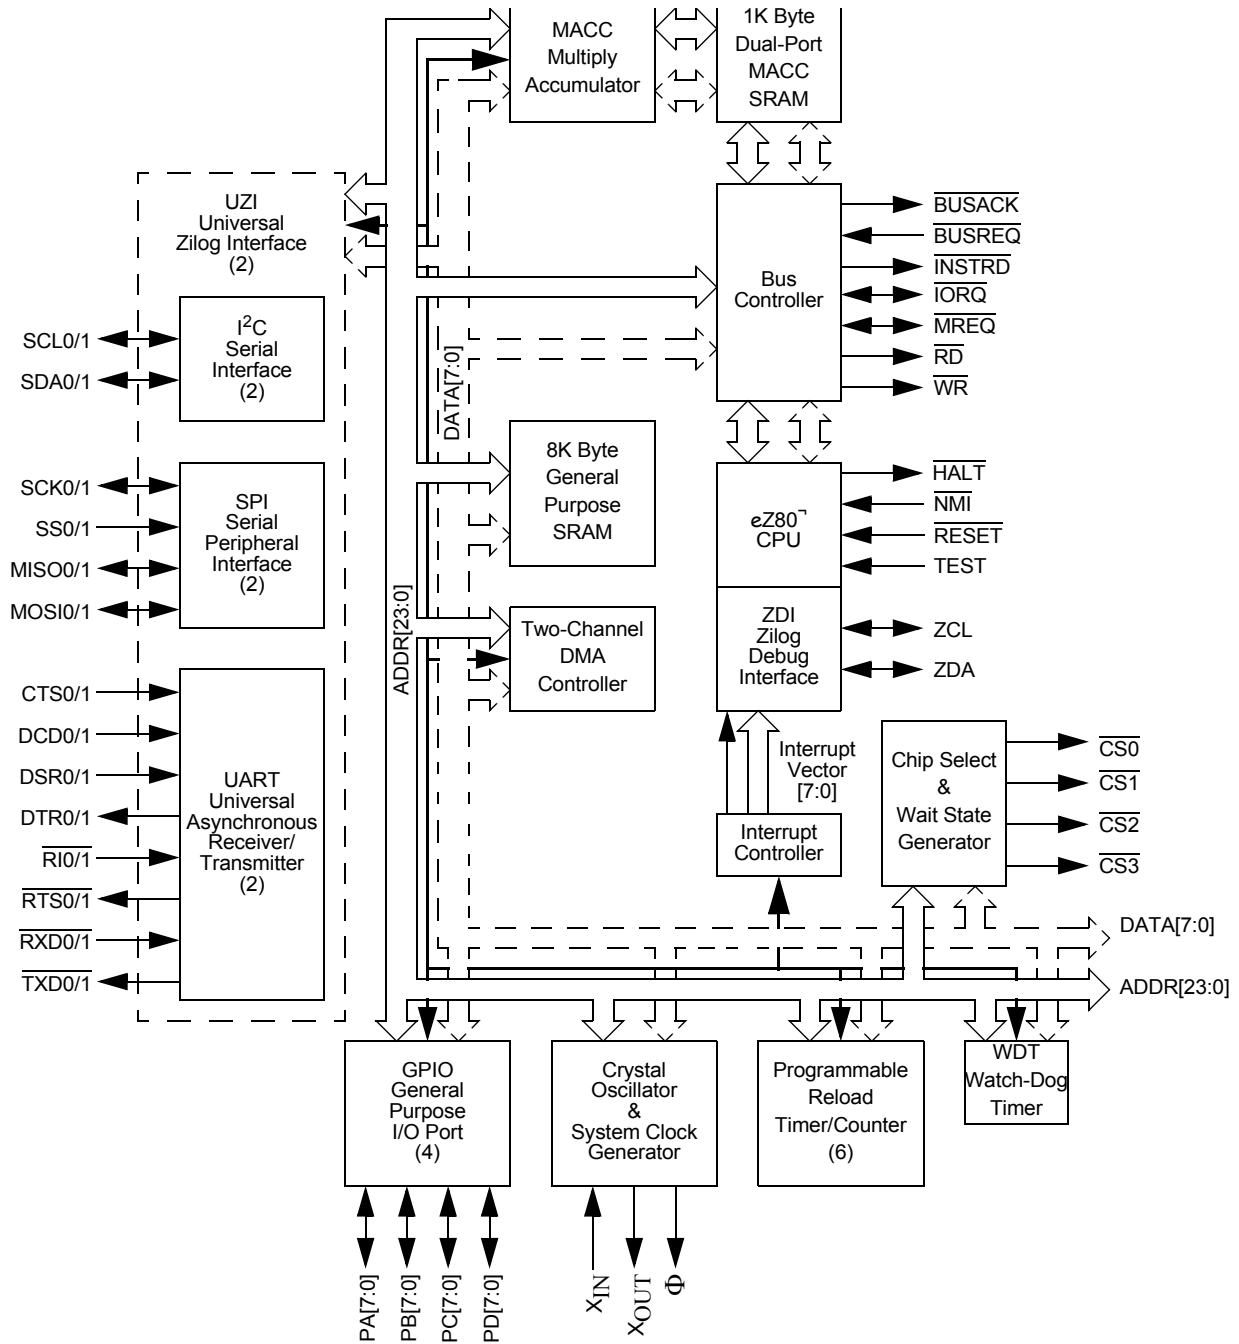 MACC
Multiply
Accumulator
1K Byte
Dual-Port
MACC
SRAM
UZI
Universal
Zilog Interface
(2)
I2C
Serial
Interface
(2)
SCL0/1
SDA0/1
SPI
Serial
Peripheral
Interface
(2)
SCK0/1
SS0/1
MISO0/1
MOSI0/1
UART
Universal
Asynchronous
Receiver/
Transmitter
(2)
CTS0/1
DCD0/1
DSR0/1
DTR0/1
RI0/1
RTS0/1
RXD0/1
TXD0/1
DATA[7:0]
ADDR[23:0]
Bus
Controller
BUSACK
BUSREQ
INSTRD
IORQ
MREQ
RD
WR
8K Byte
General
Purpose
SRAM
eZ80¬
CPU
HALT
NMI
RESET
TEST
Two-Channel
DMA
Controller
ZDI
Zilog
Debug
Interface
ZCL
ZDA
Interrupt
Vector
[7:0]
Interrupt
Controller
Chip Select
&
Wait State
Generator
CS0
CS1
CS2
CS3
DATA[7:0]
ADDR[23:0]
GPIO
General
Purpose
I/O Port
(4)
Crystal
Oscillator
&
System Clock
Generator
Programmable
Reload
Timer/Counter
(6)
WDT
Watch-Dog
Timer
PA[7:0]
PB[7:0]
PC[7:0]
PD[7:0]
XIN
XOUT
Φ